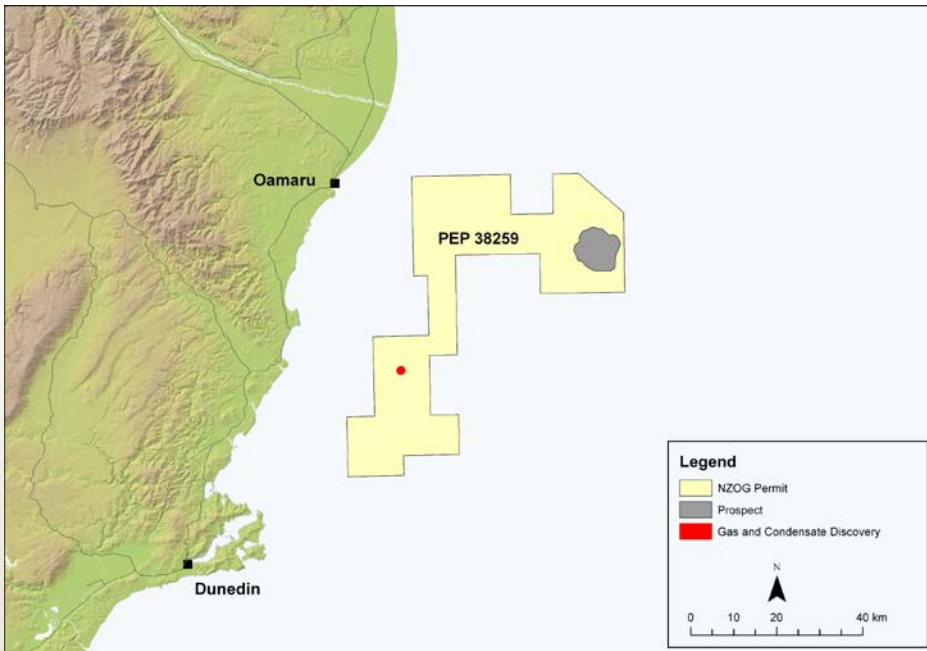 Oamaru
PEP 38259
Dunedin
Legend
NZOG Permit
Prospect
Gas and Condensate Discovery
N
0 10 20 40 km